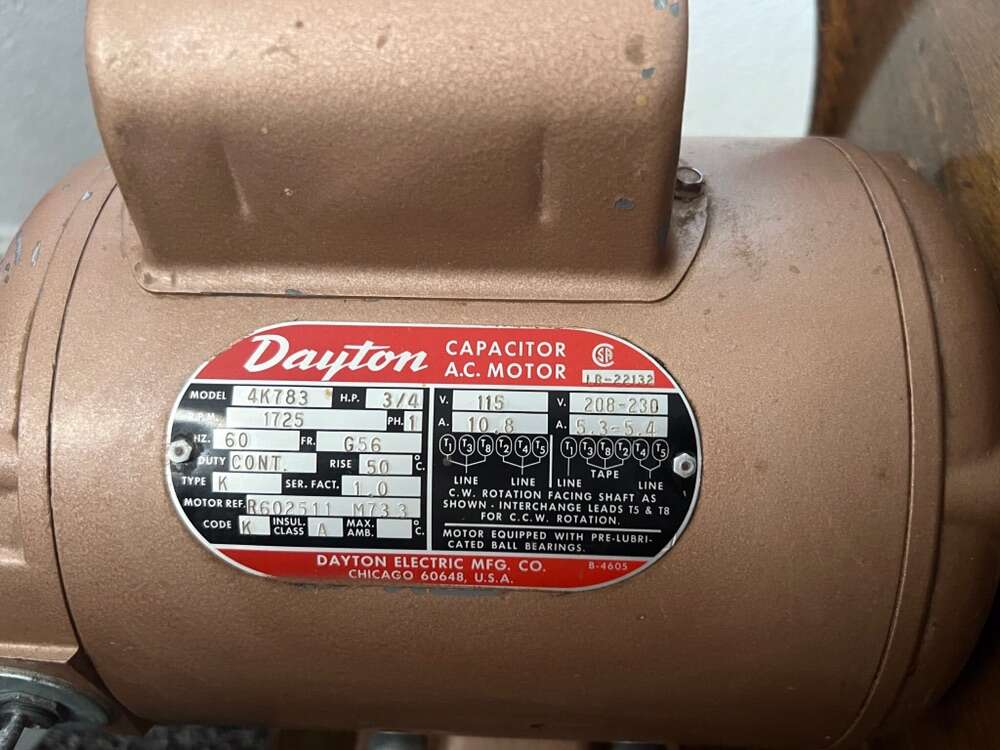 Dayton CAPACITOR A.C. MOTOR
CSA
LR-22132
MODEL 4K783 H.P. 3/4
R.P.M. 1725 PH. 1
HZ. 60 FR. G56
DUTY CONT. RISE 50 °C.
TYPE K SER. FACT. 1.0
MOTOR REF. R602511 M733
CODE K INSUL. CLASS A MAX. AMB. °C.
V. 115 V. 208-230
A. 10.8 A. 5.3-5.4
T1 T3 T8 T2 T4 T5 T1 T3 T8 T2 T4 T5
LINE LINE LINE TAPE LINE
C.W. ROTATION FACING SHAFT AS
SHOWN - INTERCHANGE LEADS T5 & T8
FOR C.C.W. ROTATION.
MOTOR EQUIPPED WITH PRE-LUBRI-
CATED BALL BEARINGS.
DAYTON ELECTRIC MFG. CO. B-4605
CHICAGO 60648, U.S.A.